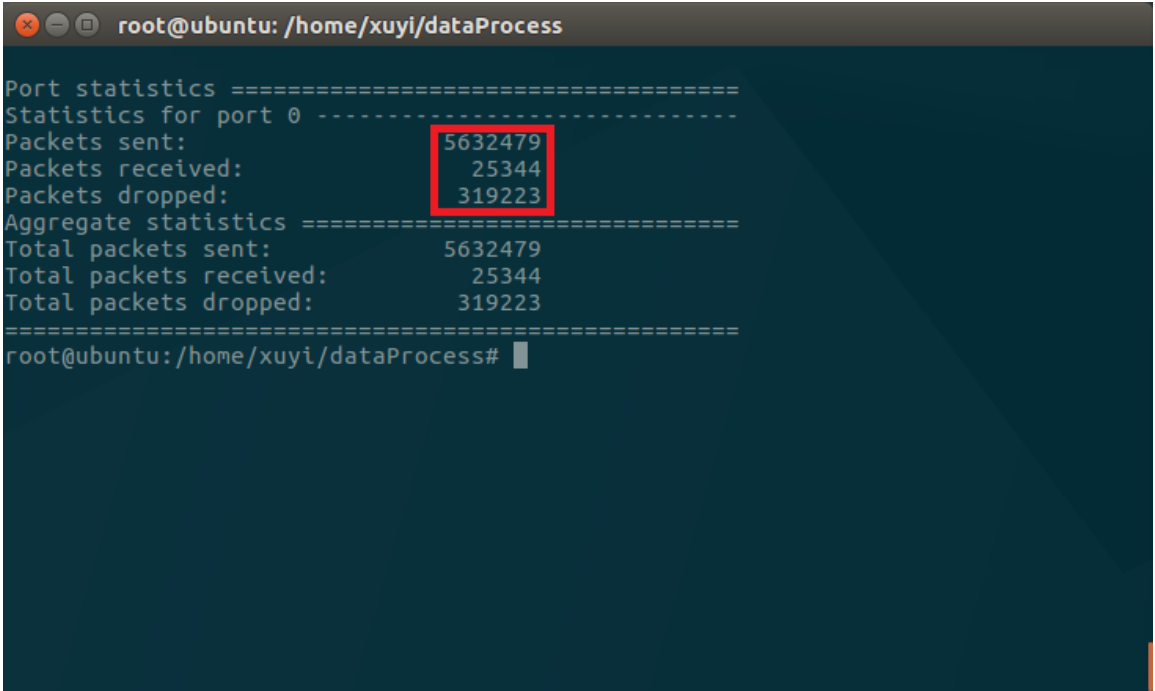 root@ubuntu: /home/xuyi/dataProcess
Port statistics ====================================
Statistics for port 0 ------------------------------
Packets sent: 5632479
Packets received: 25344
Packets dropped: 319223
Aggregate statistics ===============================
Total packets sent: 5632479
Total packets received: 25344
Total packets dropped: 319223
====================================================
root@ubuntu:/home/xuyi/dataProcess#